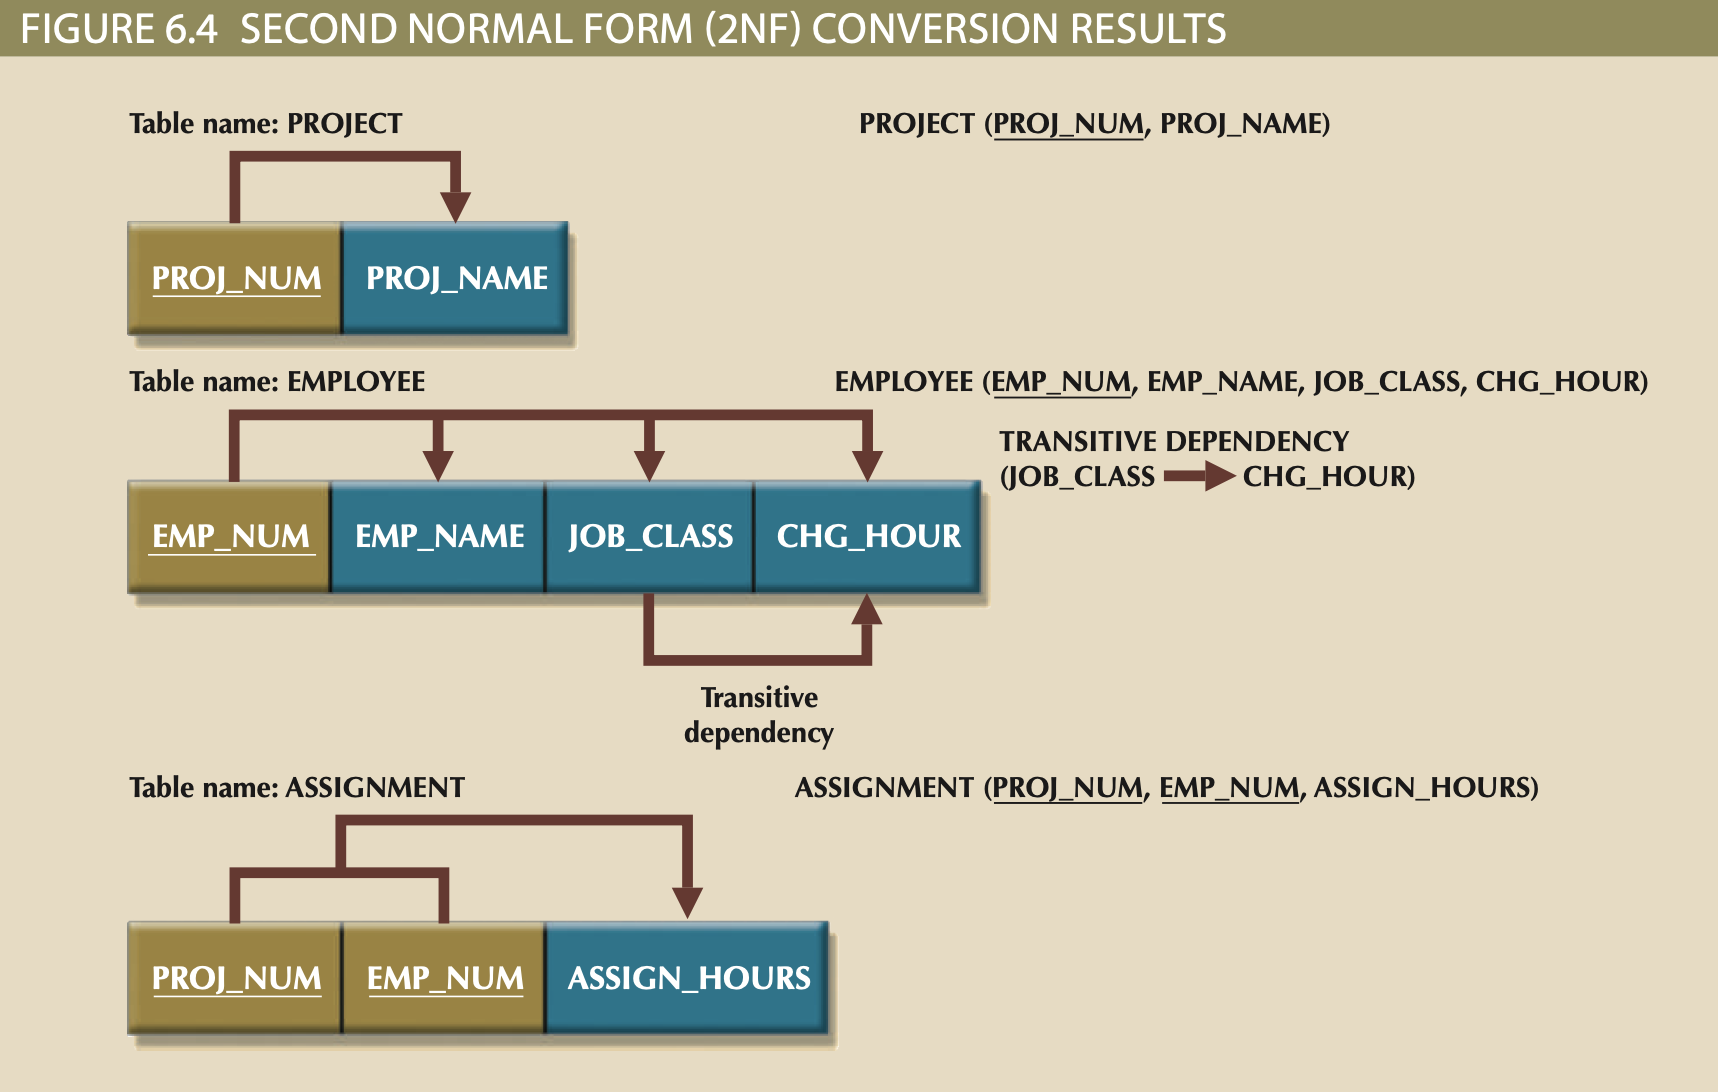 FIGURE 6.4 SECOND NORMAL FORM (2NF) CONVERSION RESULTS
Table name: PROJECT
PROJECT (PROJ_NUM, PROJ_NAME)
PROJ_NUM
PROJ_NAME
Table name: EMPLOYEE
EMPLOYEE (EMP_NUM, EMP_NAME, JOB_CLASS, CHG_HOUR)
TRANSITIVE DEPENDENCY
(JOB_CLASS CHG_HOUR)
EMP_NUM
EMP_NAME
JOB_CLASS
CHG_HOUR
Transitive
dependency
Table name: ASSIGNMENT
ASSIGNMENT (PROJ_NUM, EMP_NUM, ASSIGN_HOURS)
PROJ_NUM
EMP_NUM
ASSIGN_HOURS